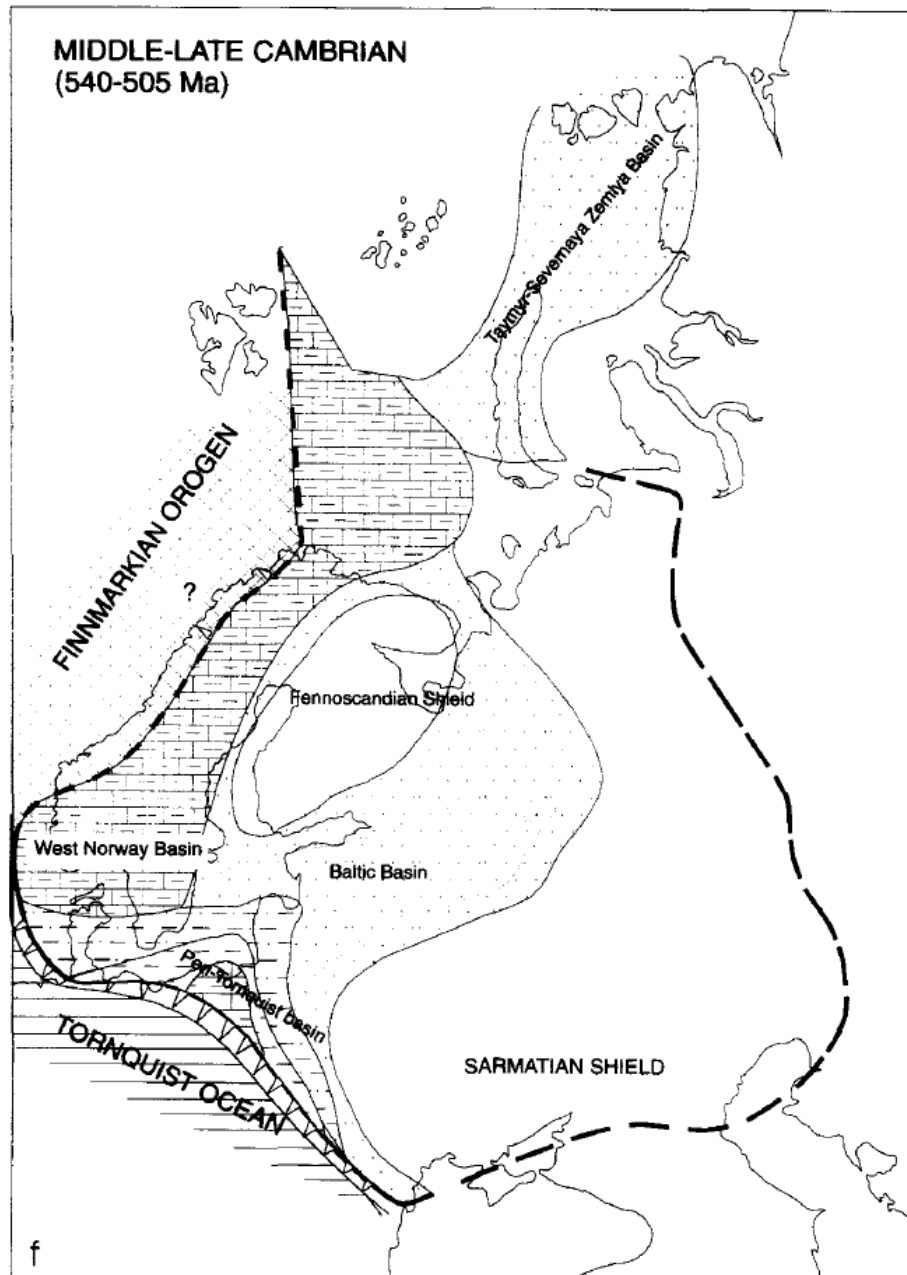 MIDDLE-LATE CAMBRIAN
(540-505 Ma)
Taymyr-Severnaya Zemlya Basin
FINNMARKIAN OROGEN
?
Fennoscandian Shield
West Norway Basin
Baltic Basin
Peri-Tornquist basin
TORNQUIST OCEAN
SARMATIAN SHIELD
f